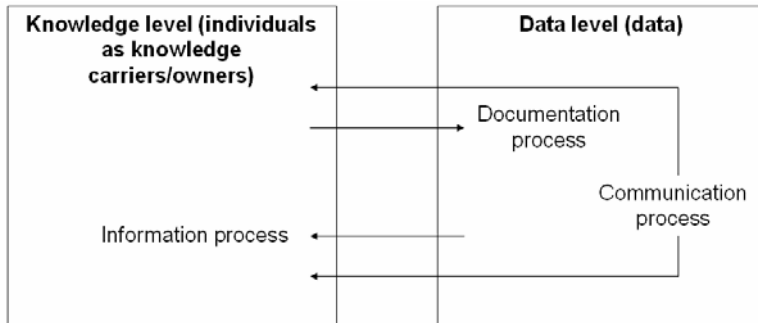 Knowledge level (individuals
as knowledge
carriers/owners)
Data level (data)
Documentation
process
Communication
process
Information process